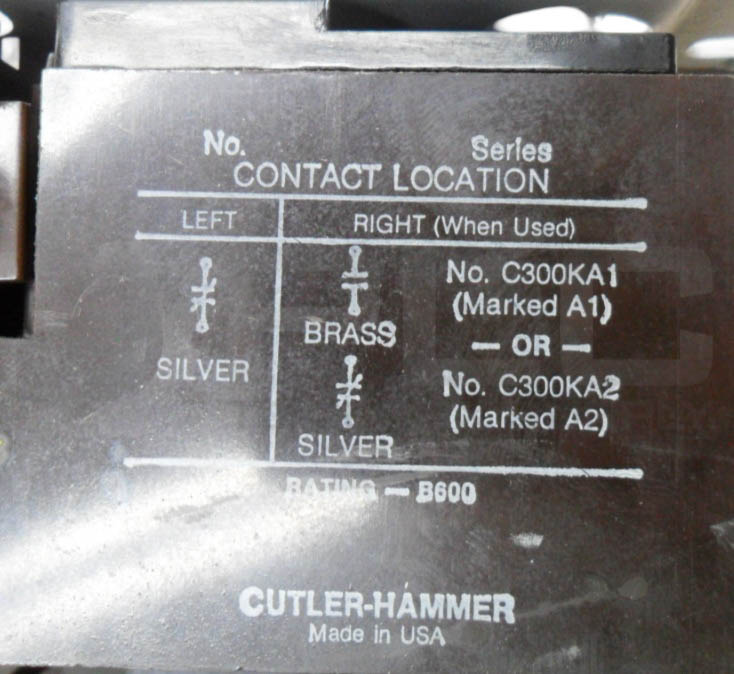 No. Series
CONTACT LOCATION
LEFT RIGHT (When Used)
No. C300KA1
(Marked A1)
BRASS
— OR —
SILVER
No. C300KA2
(Marked A2)
SILVER
RATING — B600
CUTLER-HAMMER
Made in USA